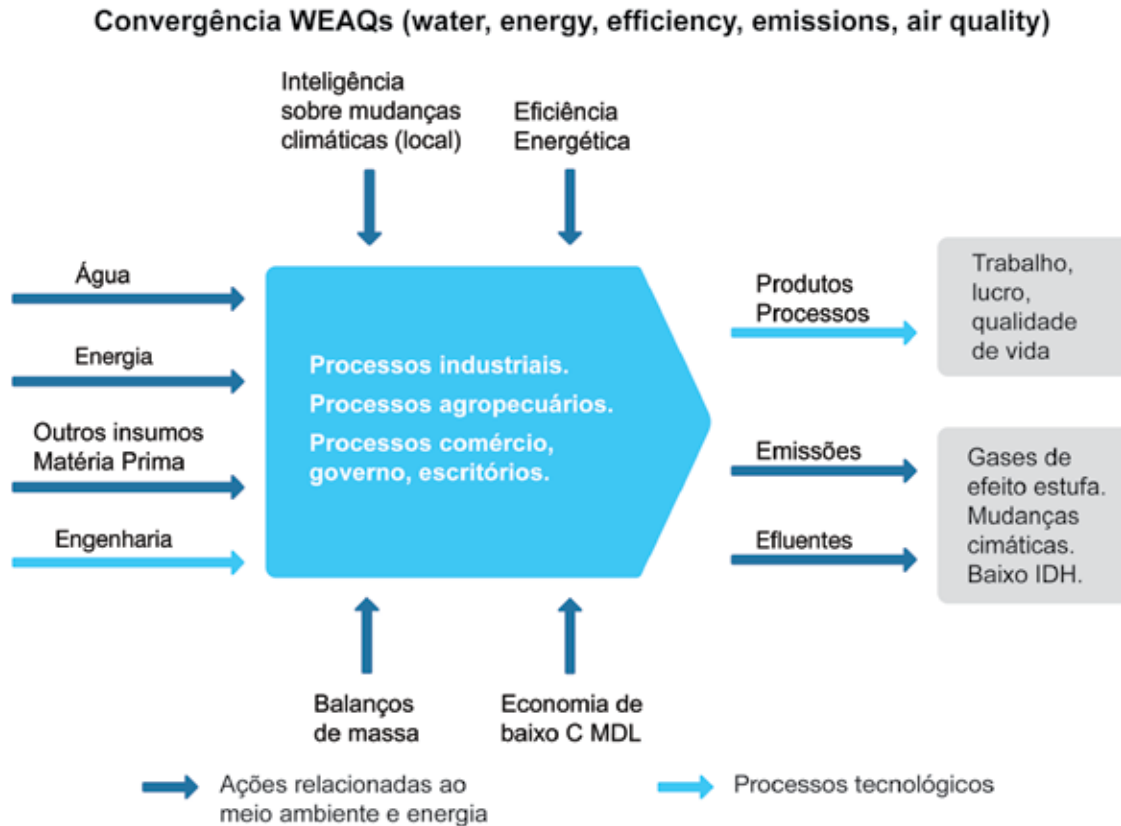 Convergência WEAQs (water, energy, efficiency, emissions, air quality)
Inteligência
sobre mudanças
climáticas (local)
Eficiência
Energética
Água
Energia
Outros insumos
Matéria Prima
Engenharia
Processos industriais.
Processos agropecuários.
Processos comércio,
governo, escritórios.
Produtos
Processos
Trabalho,
lucro,
qualidade
de vida
Emissões
Efluentes
Gases de
efeito estufa.
Mudanças
cimáticas.
Baixo IDH.
Balanços
de massa
Economia de
baixo C MDL
Ações relacionadas ao
meio ambiente e energia
Processos tecnológicos